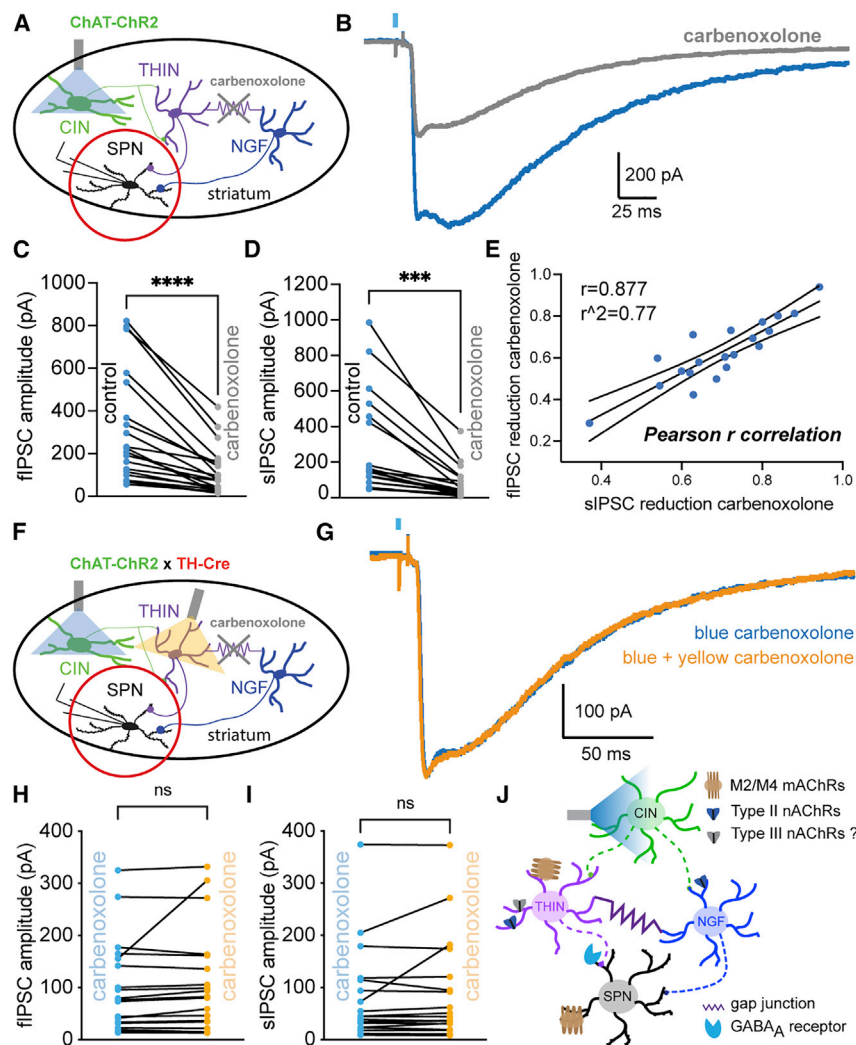 A
ChAT-ChR2
THIN
carbenoxolone
CIN
NGF
SPN
striatum
B
carbenoxolone
200 pA
25 ms
C
fIPSC amplitude (pA)
1000
800
600
400
200
0
****
control
carbenoxolone
D
sIPSC amplitude (pA)
1200
1000
800
600
400
200
0
***
control
carbenoxolone
E
fIPSC reduction carbenoxolone
1.0
0.8
0.6
0.4
0.2
r=0.877
r^2=0.77
Pearson r correlation
0.4
0.6
0.8
1.0
sIPSC reduction carbenoxolone
F
ChAT-ChR2 x TH-Cre
THIN
carbenoxolone
CIN
NGF
SPN
striatum
G
blue carbenoxolone
blue + yellow carbenoxolone
100 pA
50 ms
H
fIPSC amplitude (pA)
400
300
200
100
0
ns
carbenoxolone
carbenoxolone
I
sIPSC amplitude (pA)
400
300
200
100
0
ns
carbenoxolone
carbenoxolone
J
CIN
M2/M4 mAChRs
Type II nAChRs
Type III nAChRs ?
THIN
NGF
SPN
gap junction
GABAA receptor